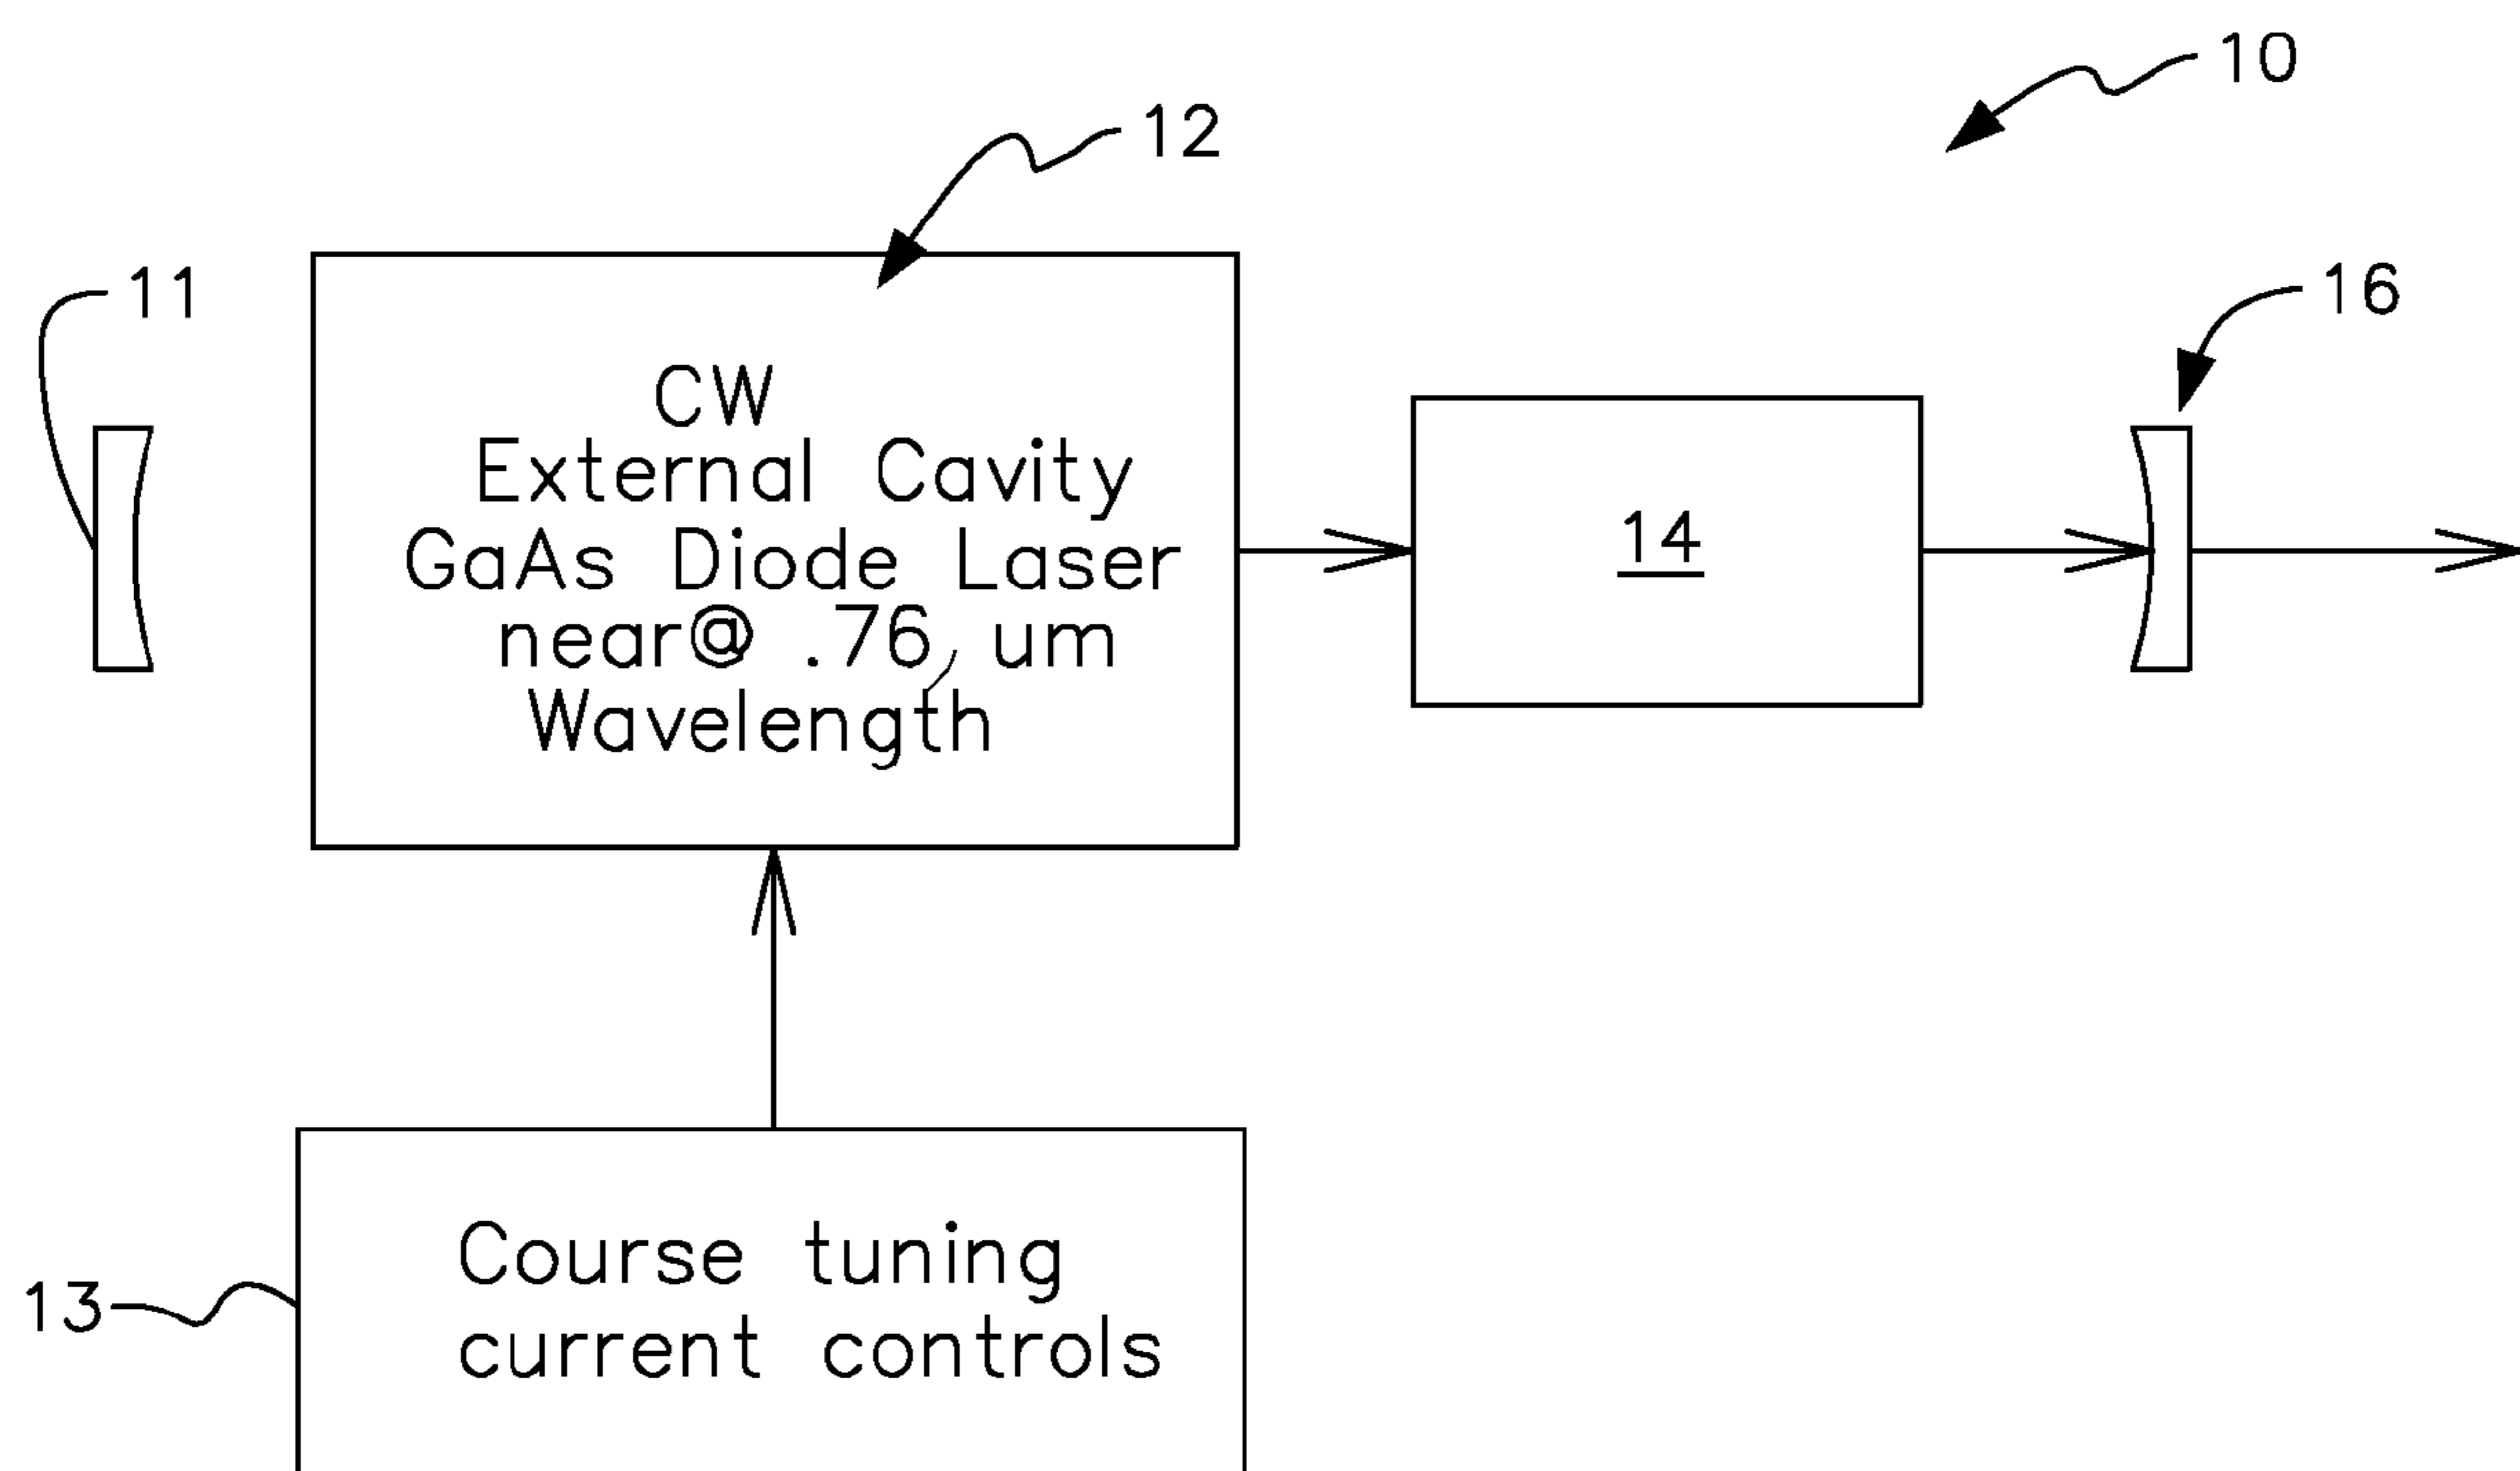 10
12
11
16
CW
External Cavity
GaAs Diode Laser
near@ .76, um
Wavelength
14
13
Course tuning
current controls